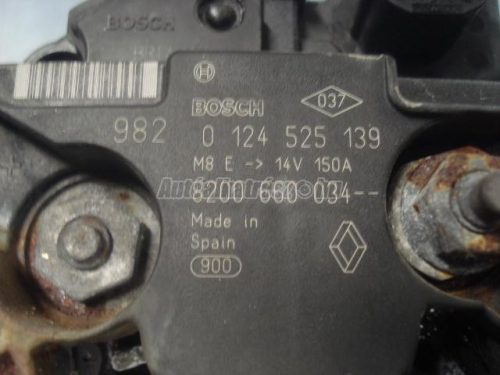 BOSCH
BOSCH
037
982 0 124 525 139
M8 E -> 14V 150A
8200 660 034--
Made in
Spain
900